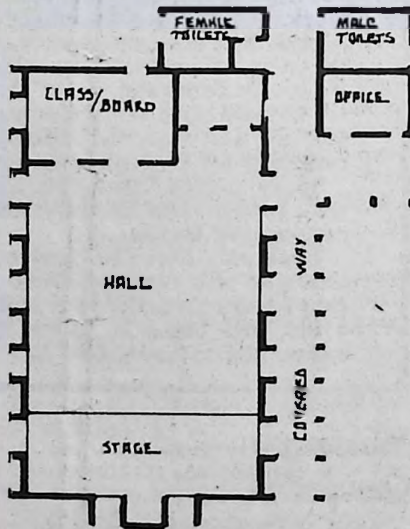 FEMALE
TOILETS
MALE
TOILETS
CLASS/
BOARD
OFFICE
HALL
COVERED WAY
STAGE